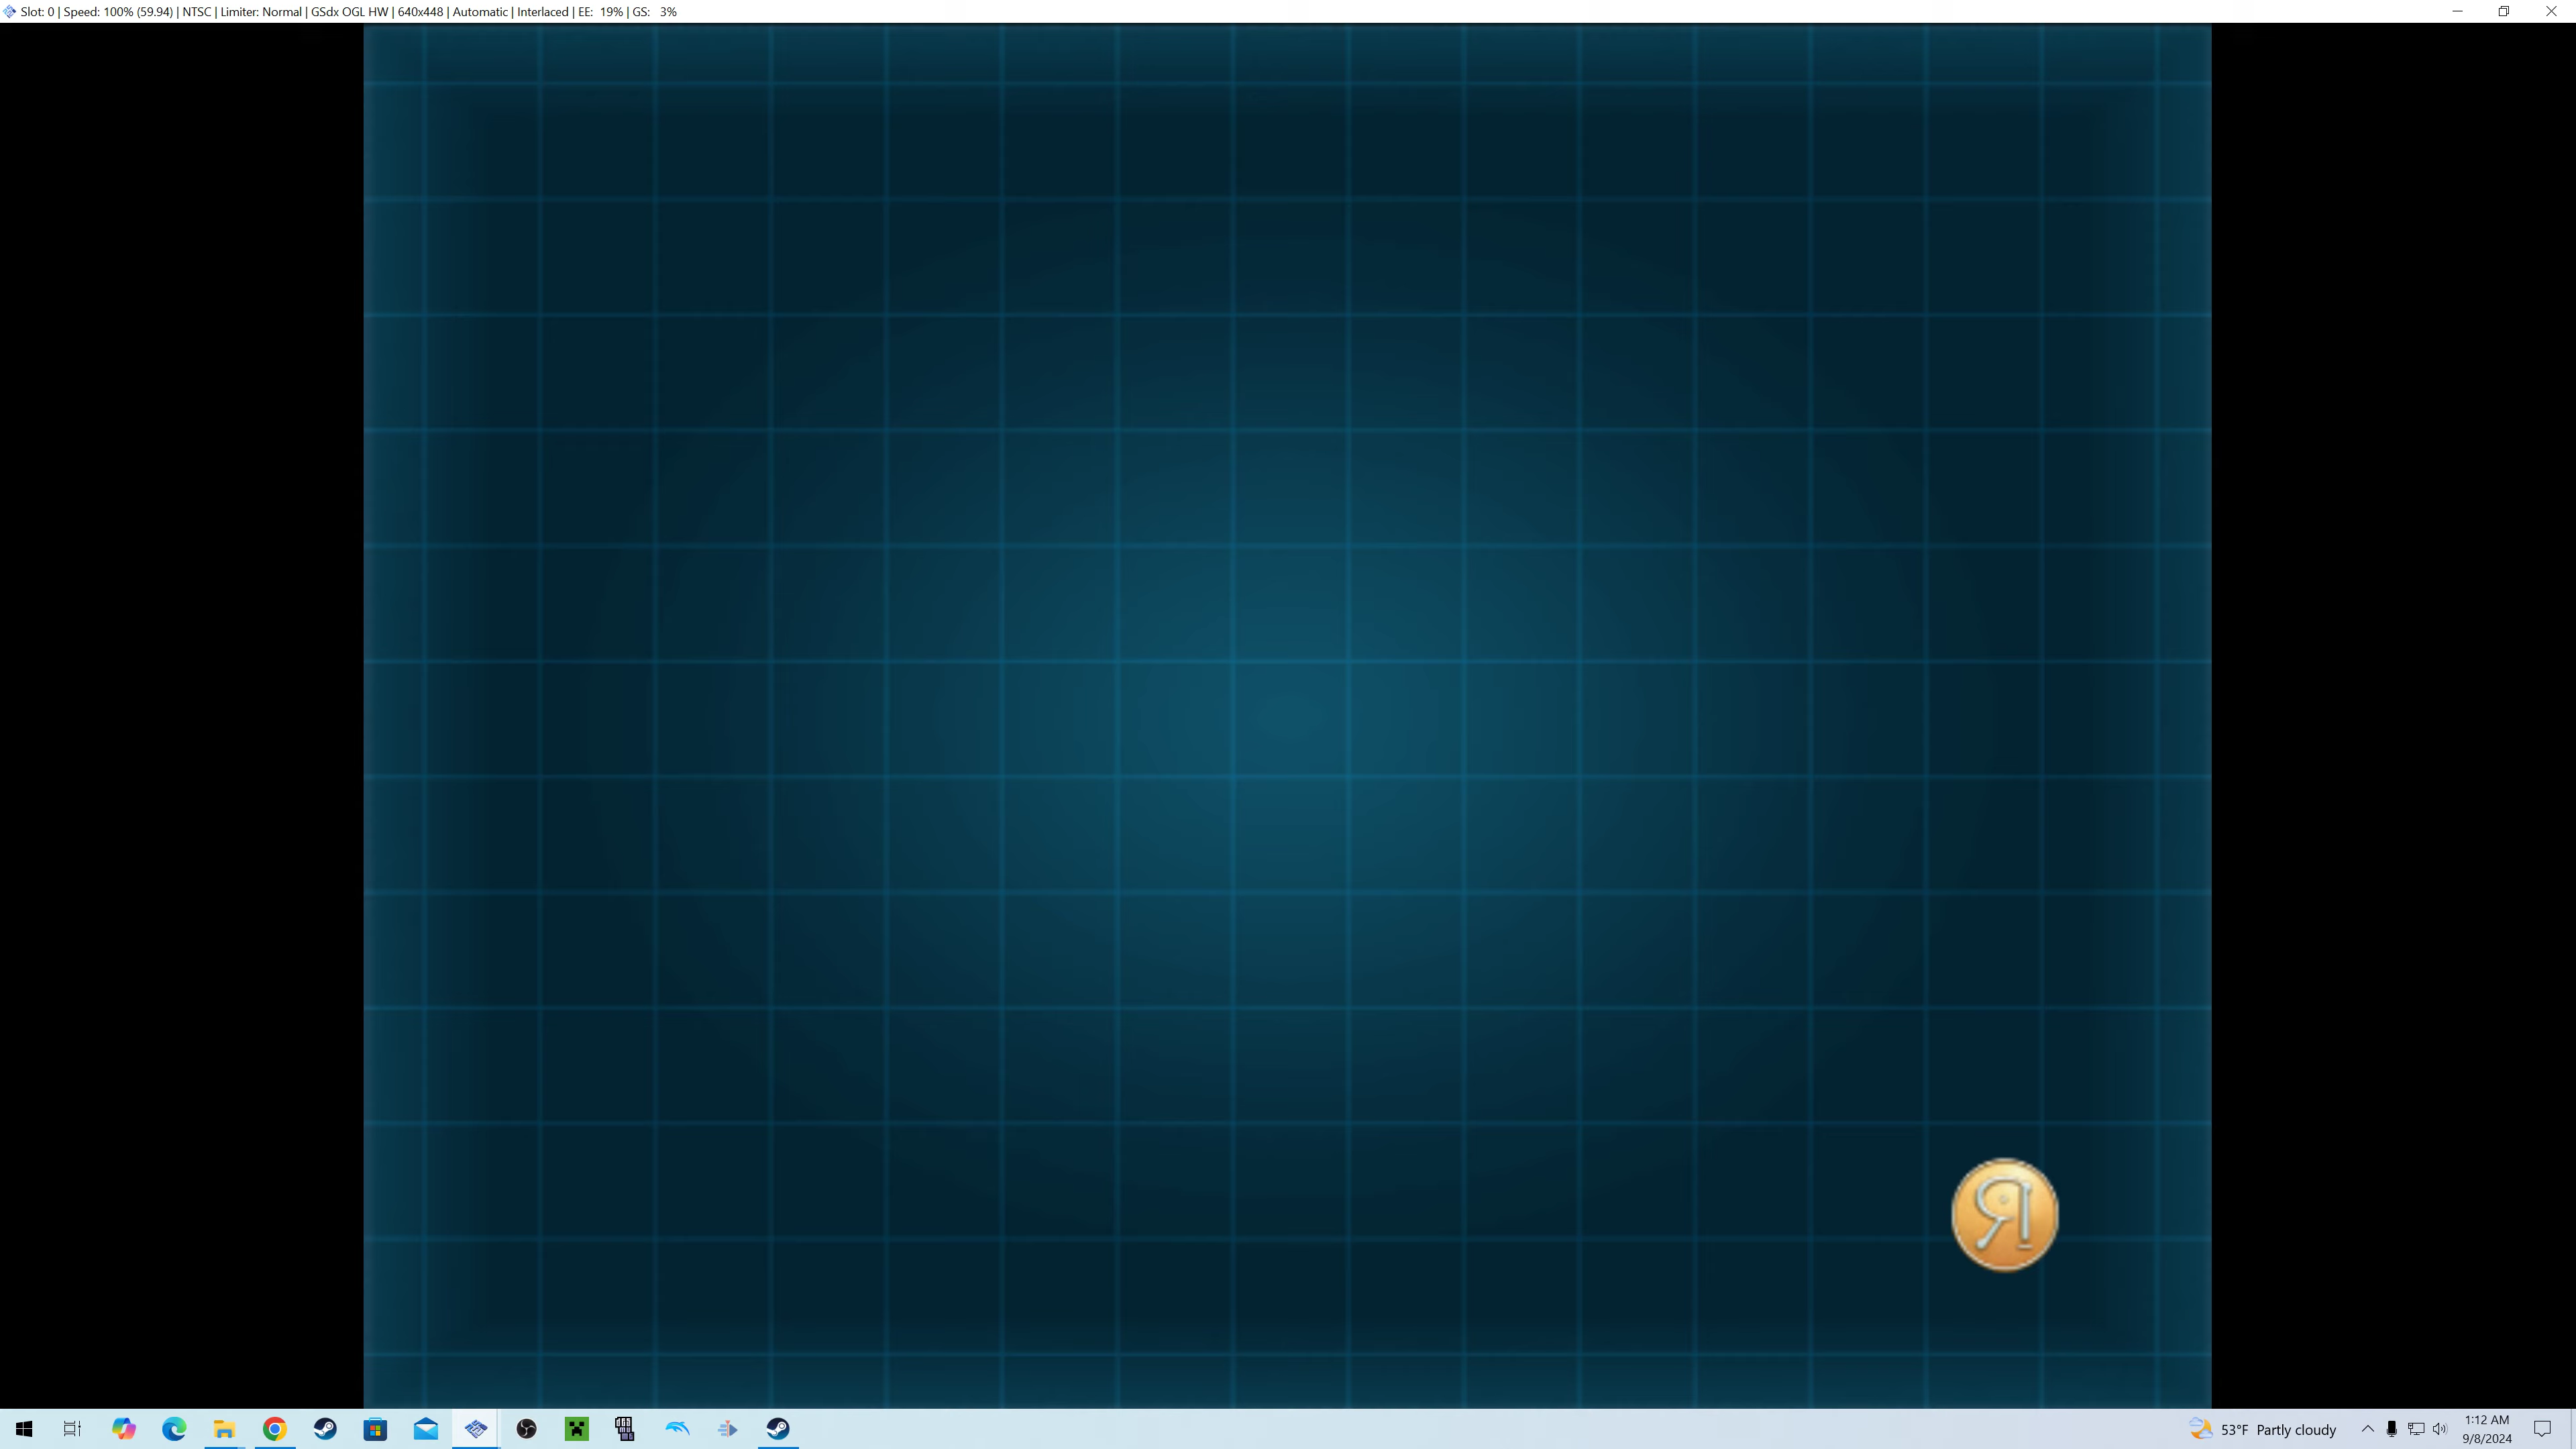 Slot: 0 | Speed: 100% (59.94) | NTSC | Limiter: Normal | GSdx OGL HW | 640x448 | Automatic | Interlaced | EE: 19% | GS: 3%
Я
53°F Partly cloudy
1:12 AM
9/8/2024